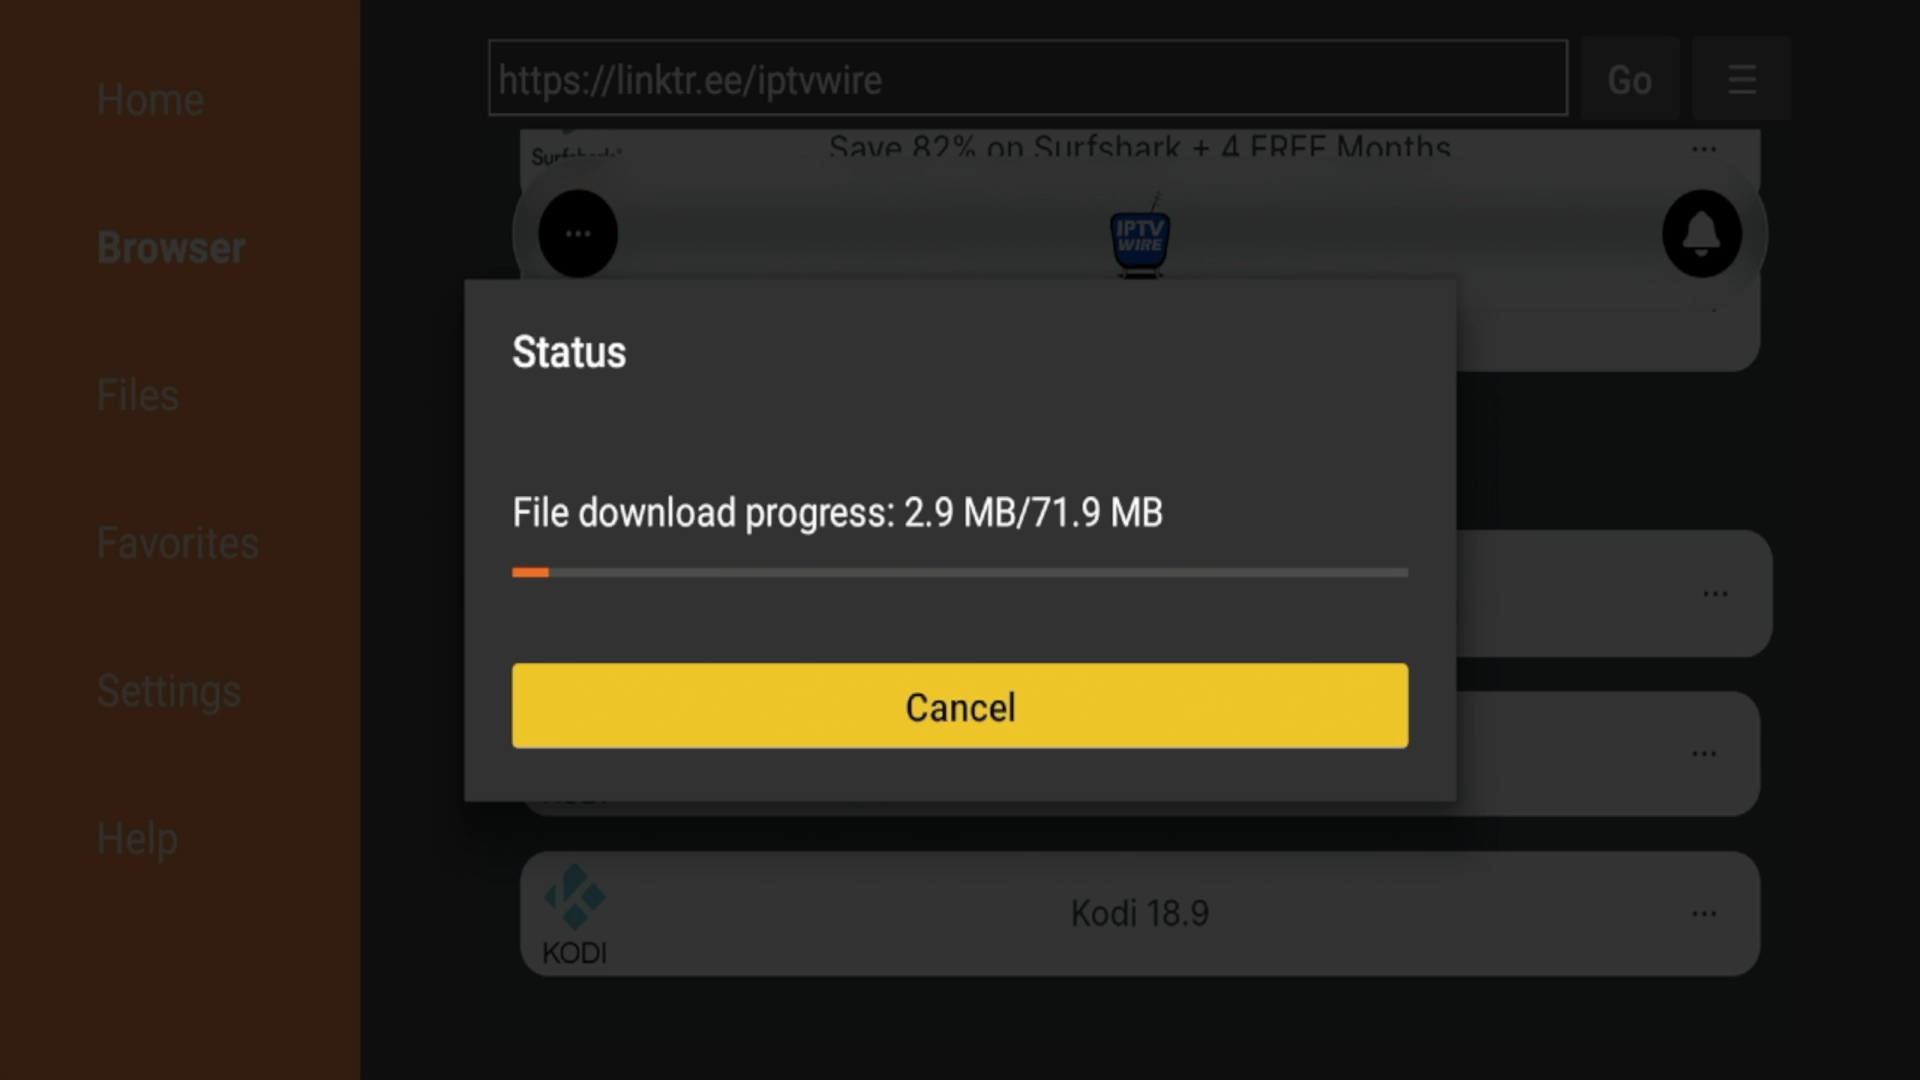 Home
Browser
Files
Favorites
Settings
Help
https://linktr.ee/iptvwire
Go
Surfshark
Save 82% on Surfshark + 4 FREE Months
IPTV
WIRE
Status
File download progress: 2.9 MB/71.9 MB
Cancel
KODI
Kodi 18.9